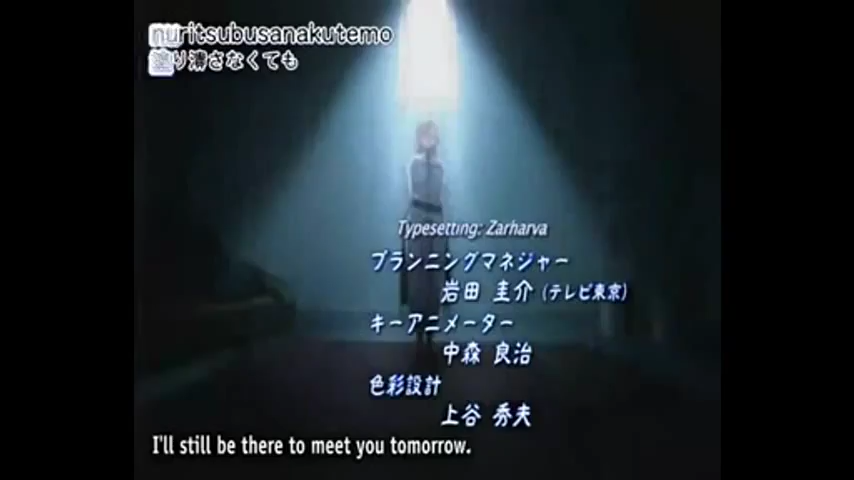 nuritsubusanakutemo
塗り潰さなくても
Typesetting: Zarharva
プランニングマネジャー
岩田 圭介 (テレビ東京)
キーアニメーター
中森 良治
色彩設計
上谷 秀夫
I'll still be there to meet you tomorrow.